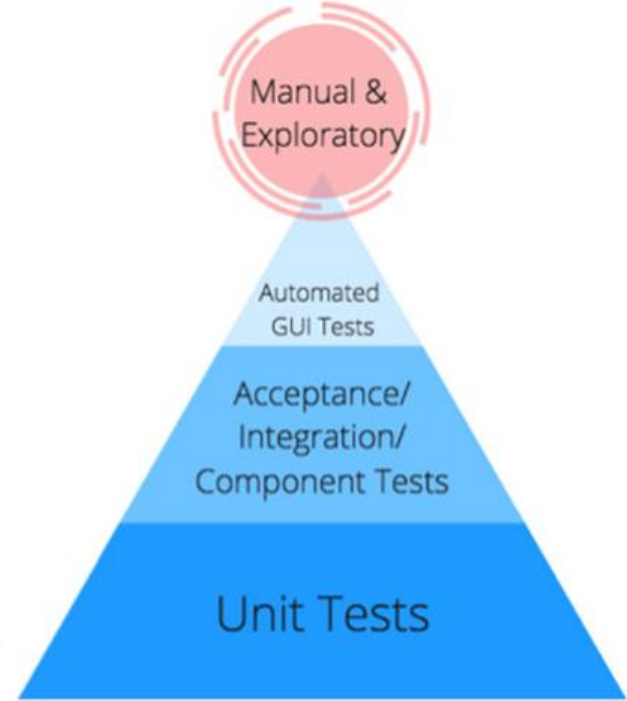 Manual &
Exploratory
Automated
GUI Tests
Acceptance/
Integration/
Component Tests
Unit Tests